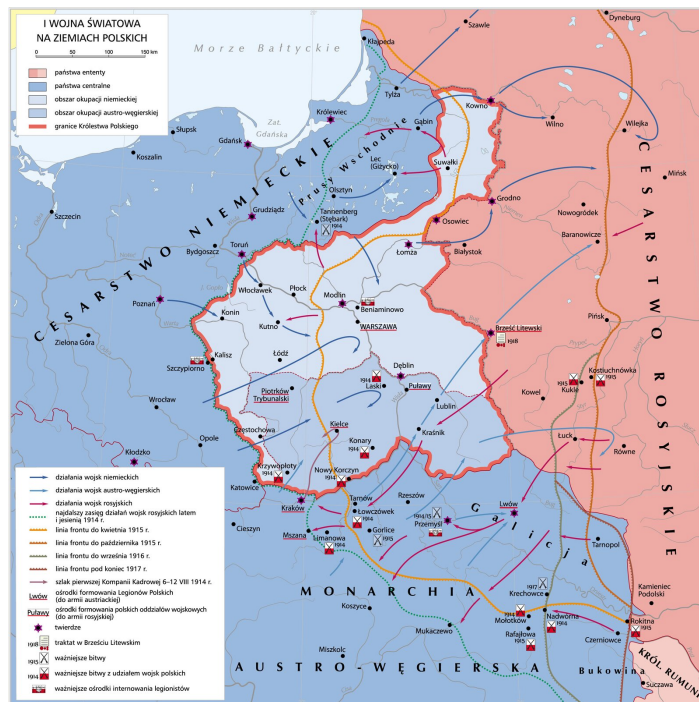 I WOJNA ŚWIATOWA
NA ZIEMIACH POLSKICH
0 50 100 150 km
państwa ententy
państwa centralne
obszar okupacji niemieckiej
obszar okupacji austro-węgierskiej
granice Królestwa Polskiego
Morze Bałtyckie
Zat.
Gdańska
Dyneburg
Szawle
Kłajpeda
Tylża
Kowno
Wilno
Wilejka
Królewiec
Gąbin
Słupsk
Gdańsk
Koszalin
Prusy Wschodnie
Suwałki
Lec
(Giżycko)
Mińsk
Olsztyn
Grodno
Szczecin
Grudziądz
Tannenberg
(Stębark)
1914
Osowiec
Nowogródek
Baranowicze
Bydgoszcz
Toruń
Łomża
Białystok
CESARSTWO NIEMIECKIE
CESARSTWO ROSYJSKIE
Włocławek
Płock
Modlin
Beniaminowo
Poznań
Konin
Kutno
WARSZAWA
Pińsk
Brześć Litewski
1918
Zielona Góra
Kalisz
Szczypiorno
Łódź
Dęblin
1914
Laski
Puławy
Kostiuchnówka
1915
1915
Kukle
Piotrków
Trybunalski
Kowel
Wrocław
Lublin
Częstochowa
Kielce
Kraśnik
Opole
Konary
1914
Łuck
Równe
Kłodzko
Krzywopłoty
1914
Nowy Korczyn
1914
Katowice
Tarnów
Rzeszów
Kraków
Łowczówek
1914
1914/15
Przemyśl
Lwów
Cieszyn
Mszana
Limanowa
1914
Gorlice
1915
Galicja
Tarnopol
1917
Krechowce
Kamieniec
Podolski
MONARCHIA
Koszyce
1914
Mołotków
Nadwórna
1914
Rokitna
1915
Mukaczewo
Rafajłowa
1915
Czerniowce
Miszkolc
AUSTRO-WĘGIERSKA
Bukowina
KRÓL. RUMUNII
Suczawa
działania wojsk niemieckich
działania wojsk austro-węgierskich
działania wojsk rosyjskich
najdalszy zasięg działań wojsk rosyjskich latem
i jesienią 1914 r.
linia frontu do kwietnia 1915 r.
linia frontu do października 1915 r.
linia frontu do września 1916 r.
linia frontu pod koniec 1917 r.
szlak pierwszej Kompanii Kadrowej 6–12 VIII 1914 r.
Lwów
ośrodki formowania Legionów Polskich
(do armii austriackiej)
Puławy
ośrodki formowania polskich oddziałów wojskowych
(do armii rosyjskiej)
twierdze
1918
traktat w Brześciu Litewskim
1915
ważniejsze bitwy
1914
ważniejsze bitwy z udziałem wojsk polskich
ważniejsze ośrodki internowania legionistów